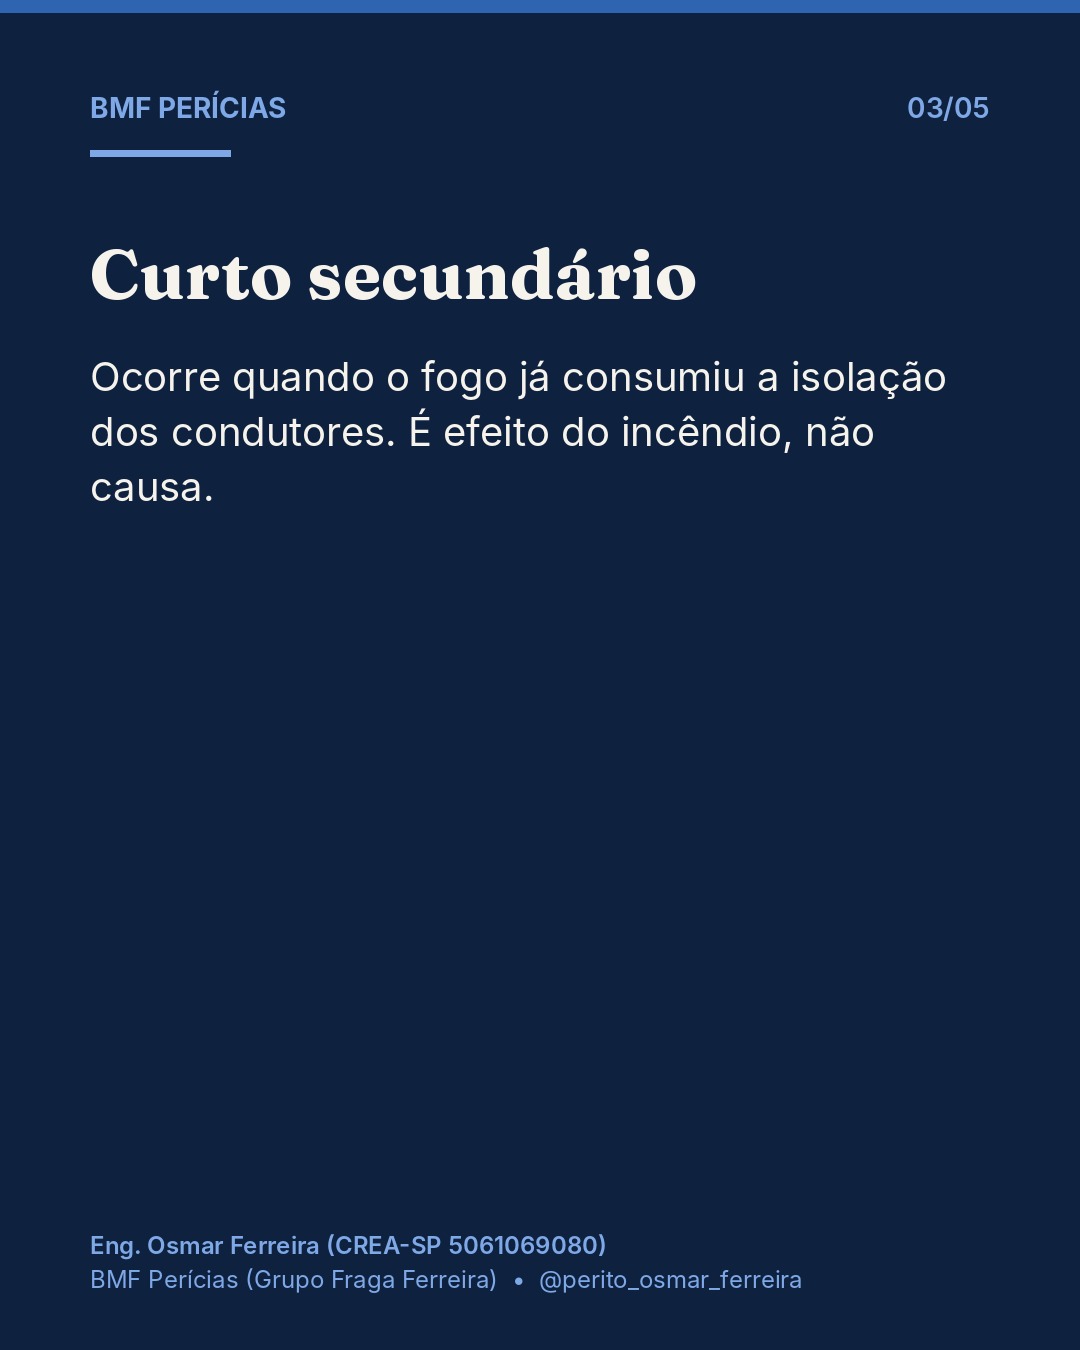 BMF PERÍCIAS
03/05
Curto secundário
Ocorre quando o fogo já consumiu a isolação
dos condutores. É efeito do incêndio, não
causa.
Eng. Osmar Ferreira (CREA-SP 5061069080)
BMF Perícias (Grupo Fraga Ferreira) • @perito_osmar_ferreira